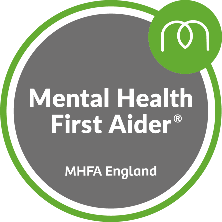 Mental Health
First Aider®
MHFA England